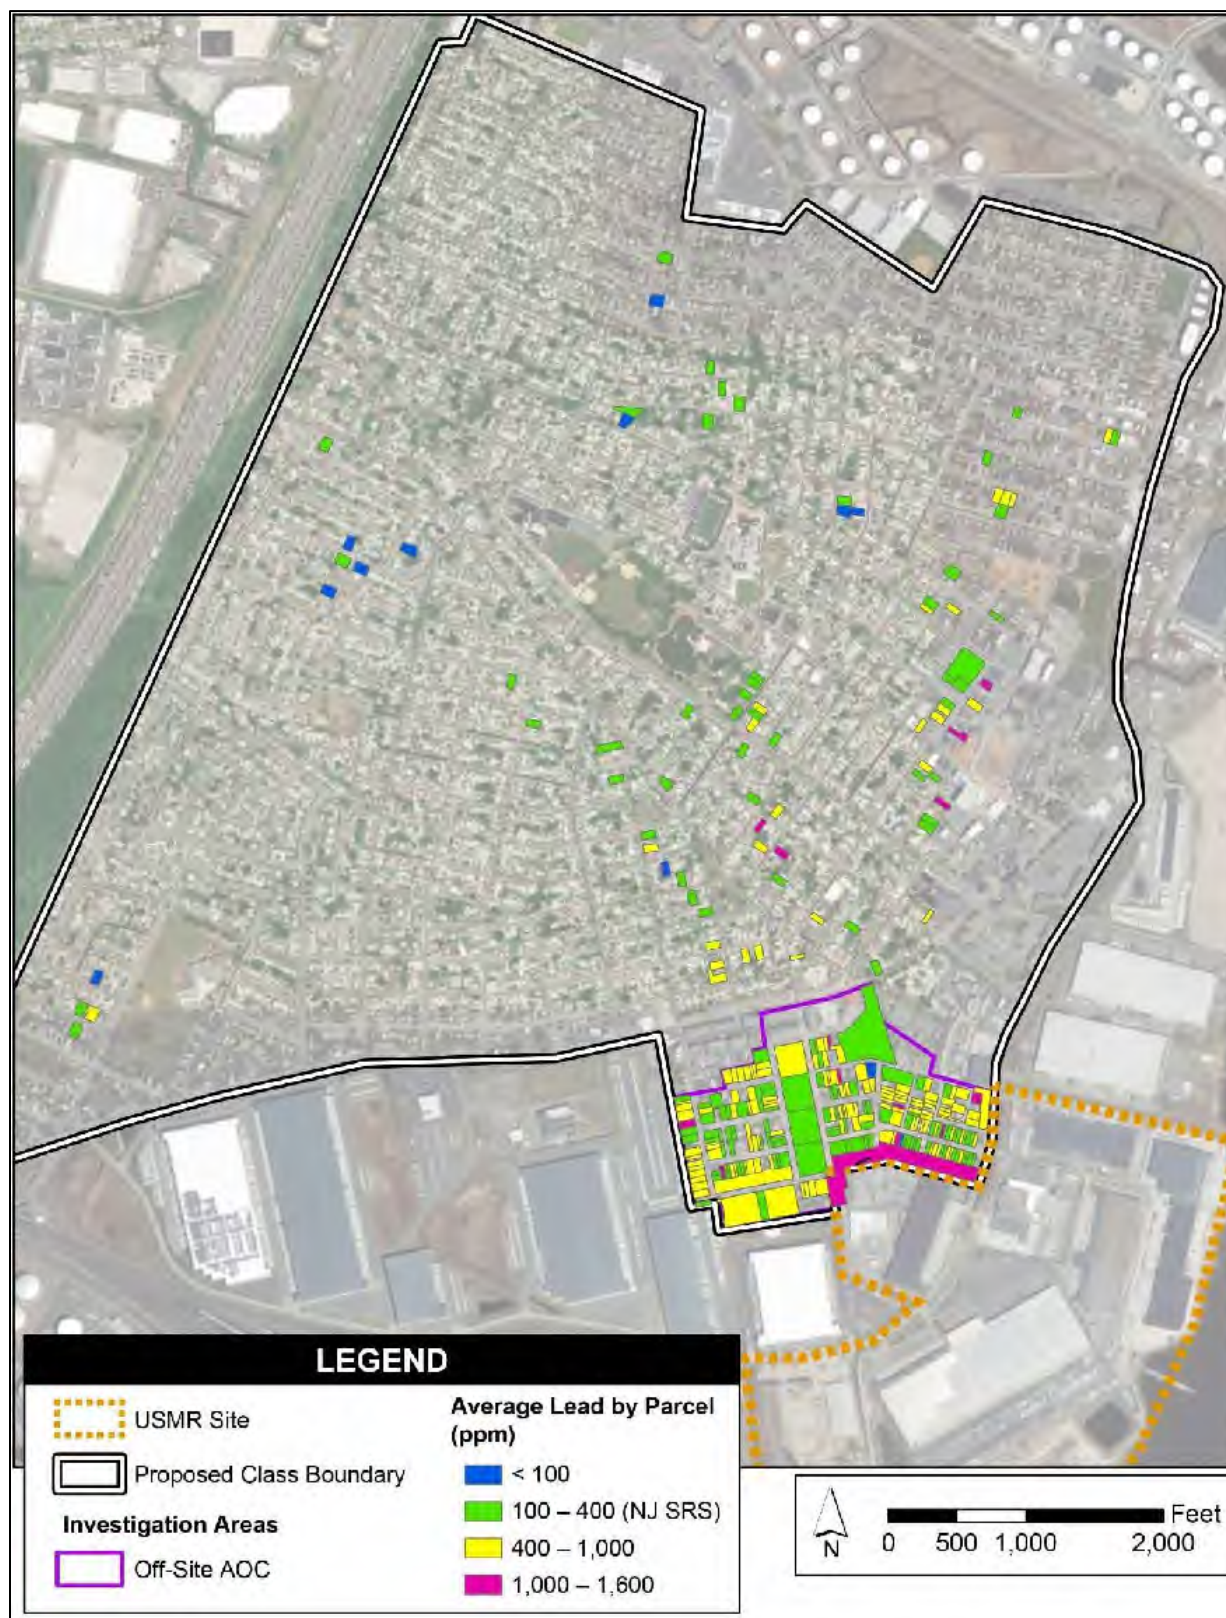 LEGEND
USMR Site
Proposed Class Boundary
Investigation Areas
Off-Site AOC
Average Lead by Parcel
(ppm)
< 100
100 – 400 (NJ SRS)
400 – 1,000
1,000 – 1,600
N
Feet
0 500 1,000 2,000